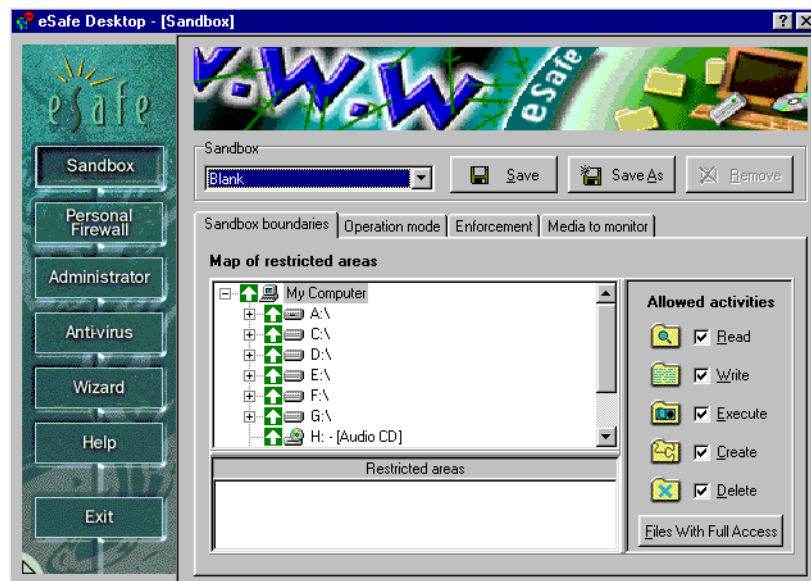 eSafe Desktop - [Sandbox]
eSafe
W.W.W
eSafe
Sandbox
Personal
Firewall
Administrator
Anti-virus
Wizard
Help
Exit
Sandbox
Blank
Save
Save As
Remove
Sandbox boundaries
Operation mode
Enforcement
Media to monitor
Map of restricted areas
My Computer
A:\
C:\
D:\
E:\
F:\
G:\
H: - [Audio CD]
Restricted areas
Allowed activities
Read
Write
Execute
Create
Delete
Files With Full Access